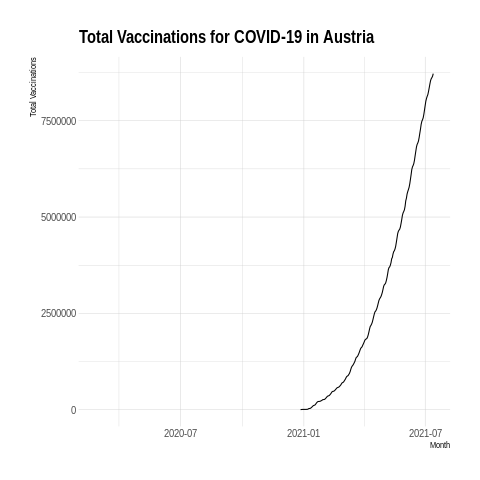 Total Vaccinations for COVID-19 in Austria
Total Vaccinations
7500000
5000000
2500000
0
2020-07
2021-01
2021-07
Month